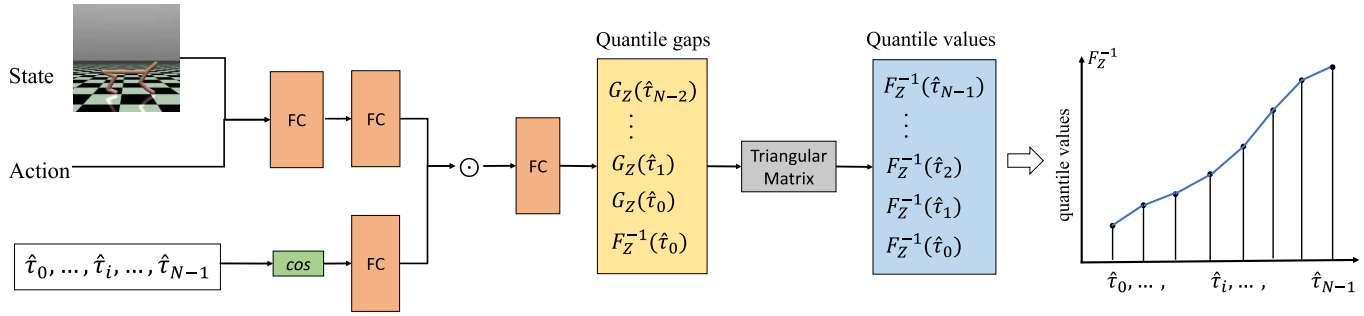 State
Action
FC
FC
τ̂₀, … , τ̂ᵢ, … , τ̂_{N−1}
cos
FC
⊙
FC
Quantile gaps
G_Z(τ̂_{N−2})
⋮
G_Z(τ̂₁)
G_Z(τ̂₀)
F_Z^{−1}(τ̂₀)
Triangular
Matrix
Quantile values
F_Z^{−1}(τ̂_{N−1})
⋮
F_Z^{−1}(τ̂₂)
F_Z^{−1}(τ̂₁)
F_Z^{−1}(τ̂₀)
F_Z^{−1}
quantile values
τ̂₀, … , τ̂ᵢ, … , τ̂_{N−1}